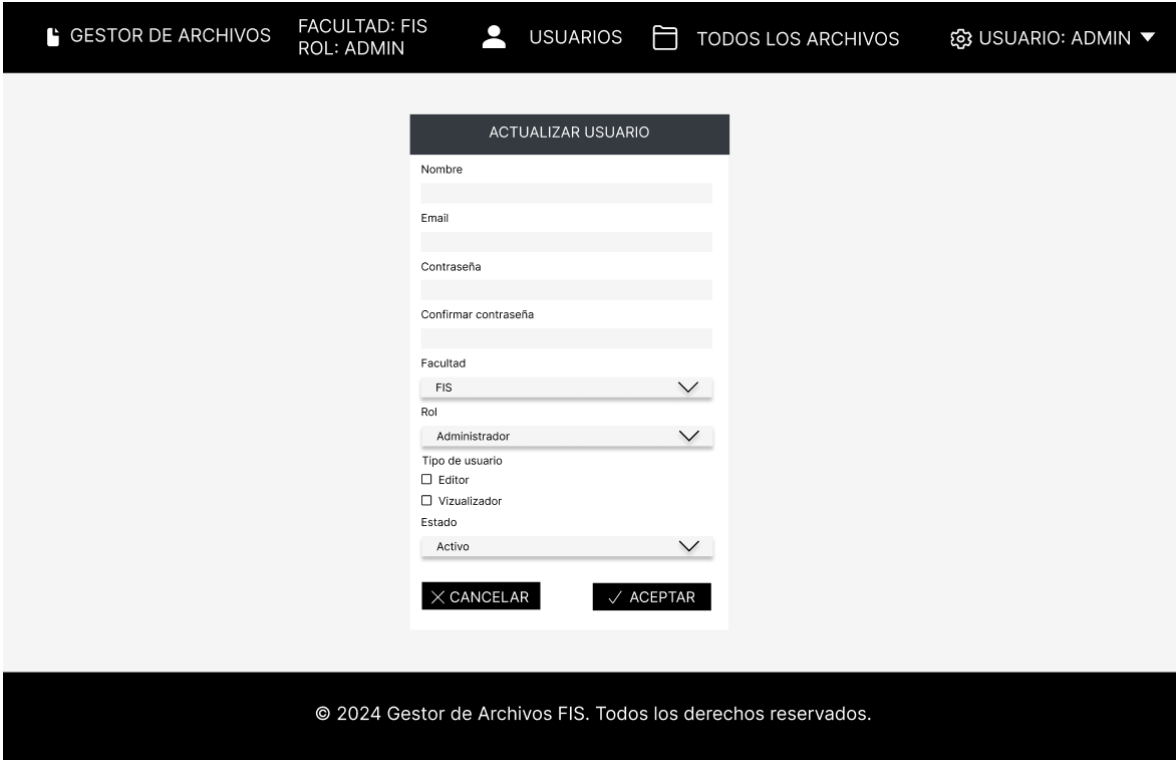 GESTOR DE ARCHIVOS
FACULTAD: FIS
ROL: ADMIN
USUARIOS
TODOS LOS ARCHIVOS
USUARIO: ADMIN
ACTUALIZAR USUARIO
Nombre
Email
Contraseña
Confirmar contraseña
Facultad
FIS
Rol
Administrador
Tipo de usuario
Editor
Vizualizador
Estado
Activo
CANCELAR
ACEPTAR
© 2024 Gestor de Archivos FIS. Todos los derechos reservados.